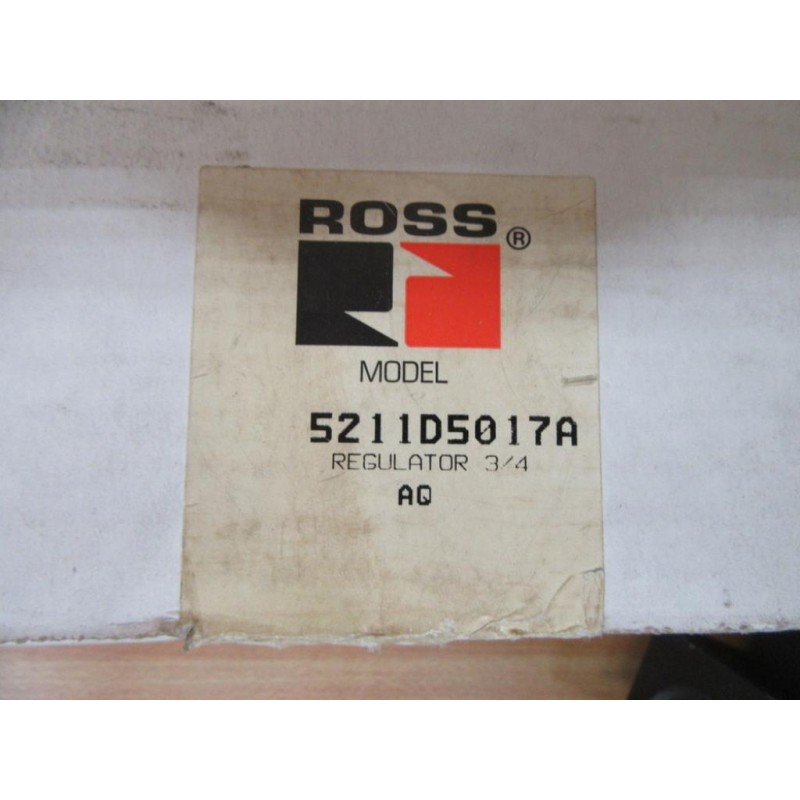 ROSS®
MODEL
5211D5017A
REGULATOR 3/4
AQ